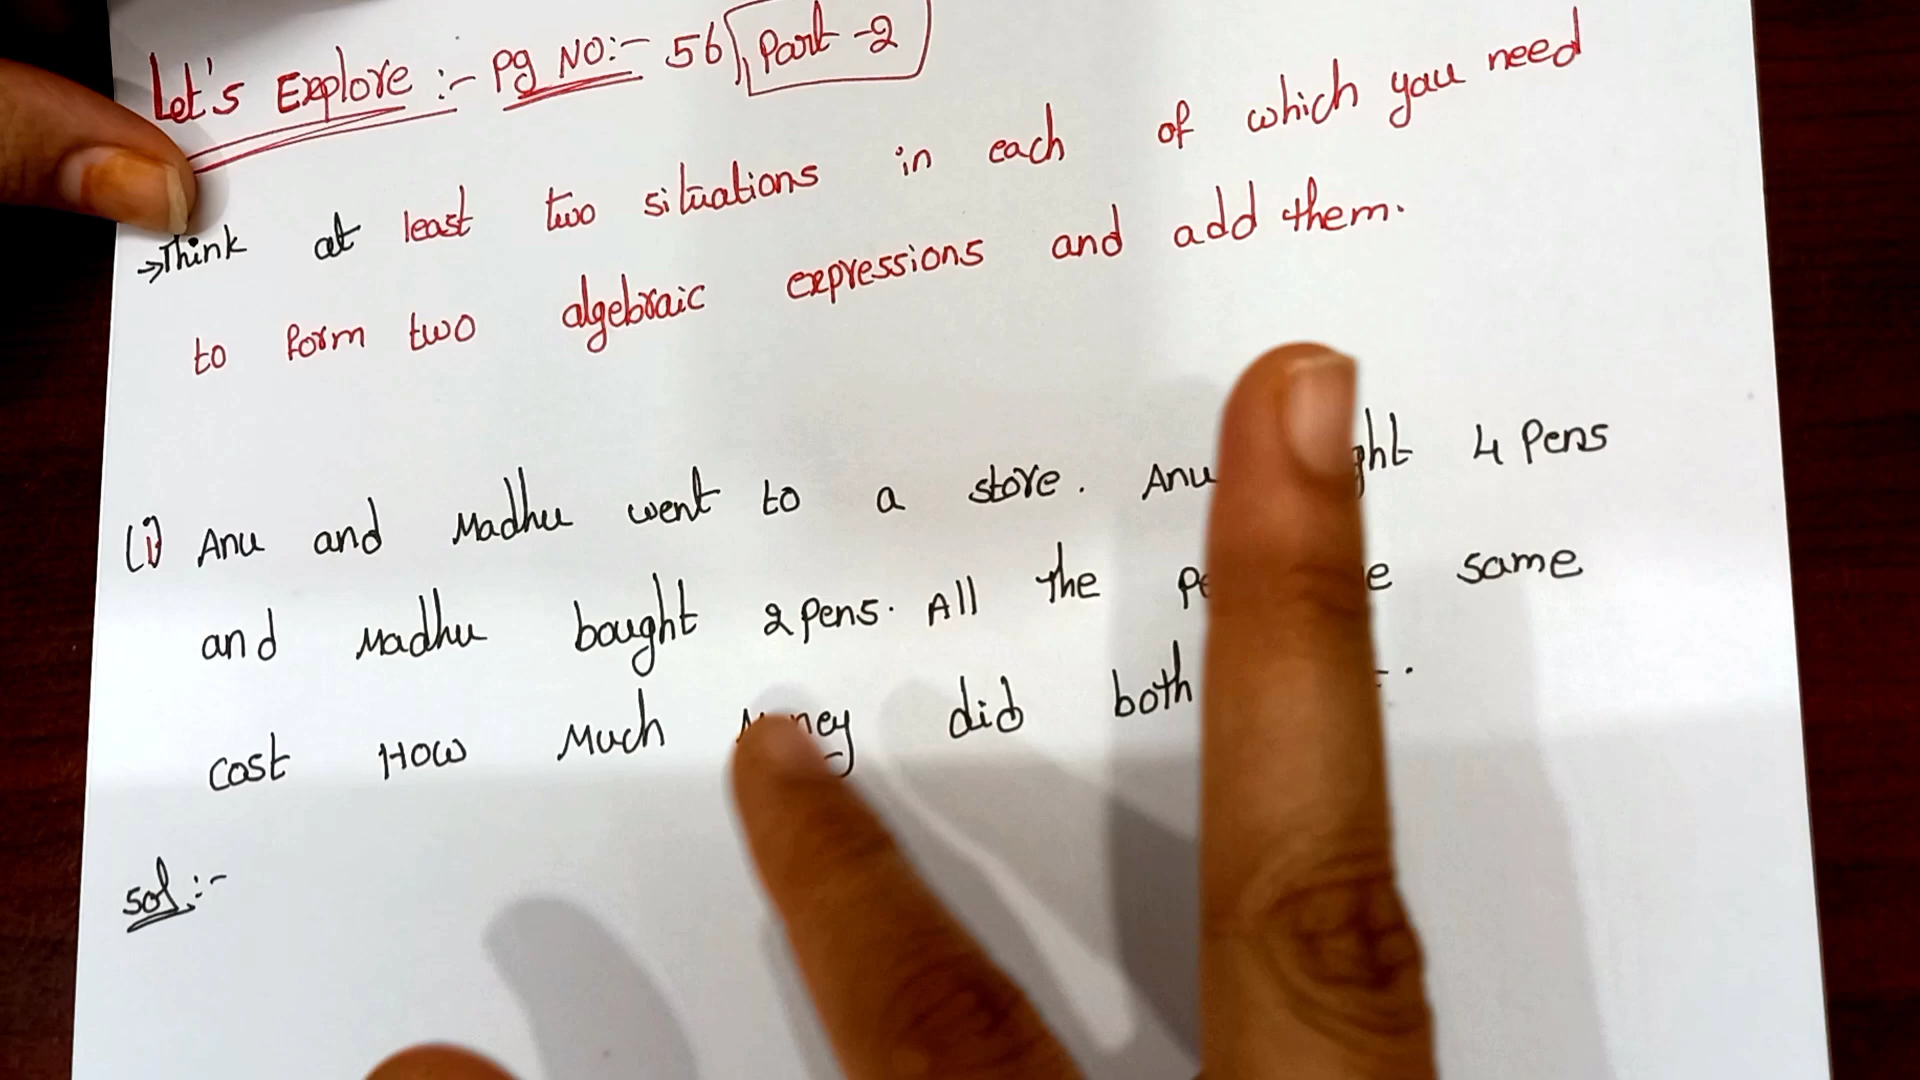 Let's Explore :- Pg NO:- 56, Part -2
→Think at least two situations in each of which you need
to form two algebraic expressions and add them.
(i) Anu and Madhu went to a store. Anu 4 Pens
and Madhu bought 2 Pens. All the same
cost How Much Money did both
Sol:-